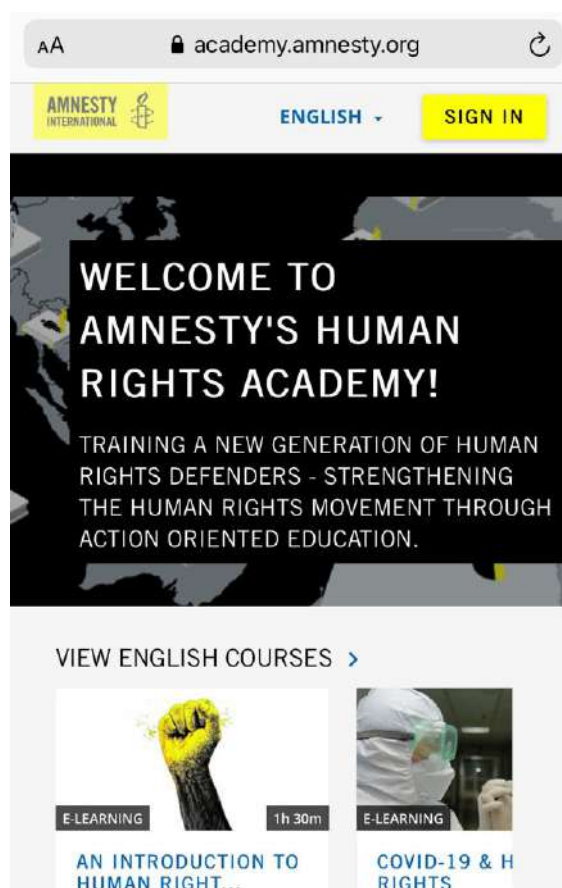 AA
academy.amnesty.org
AMNESTY
INTERNATIONAL
ENGLISH
SIGN IN
WELCOME TO
AMNESTY'S HUMAN
RIGHTS ACADEMY!
TRAINING A NEW GENERATION OF HUMAN
RIGHTS DEFENDERS - STRENGTHENING
THE HUMAN RIGHTS MOVEMENT THROUGH
ACTION ORIENTED EDUCATION.
VIEW ENGLISH COURSES >
E-LEARNING
1h 30m
E-LEARNING
AN INTRODUCTION TO
HUMAN RIGHT...
COVID-19 & H
RIGHTS